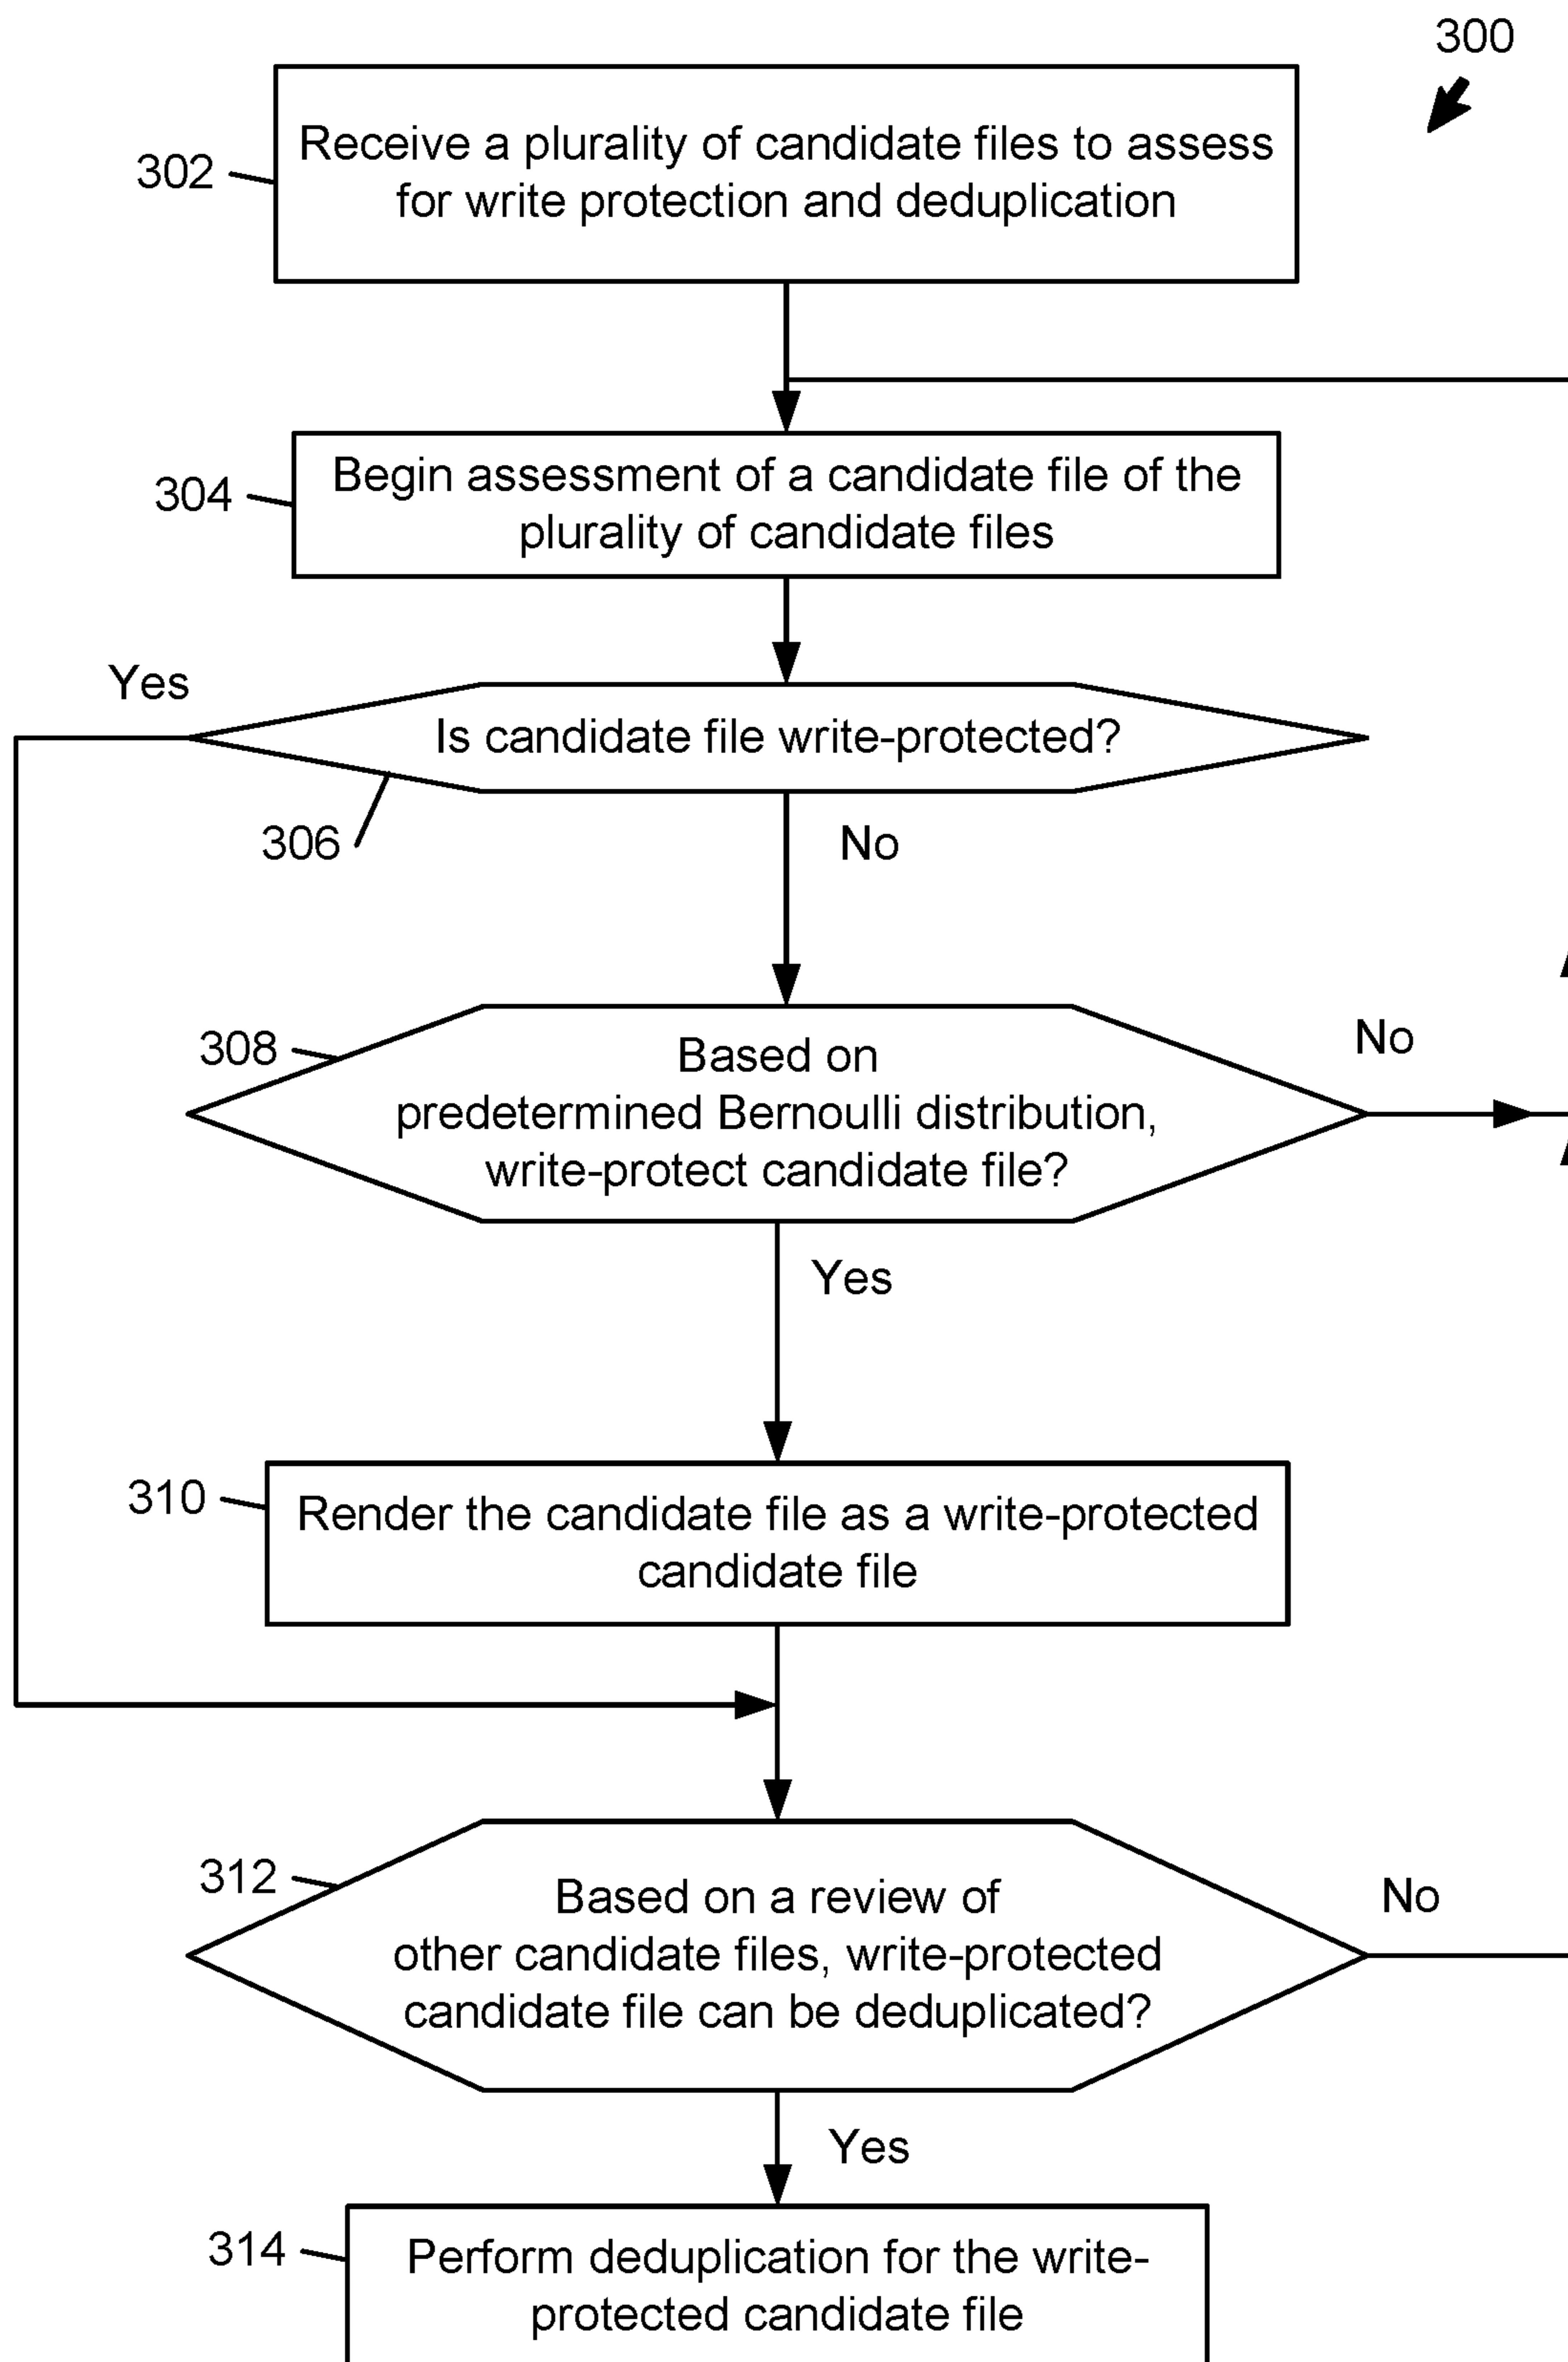 300
302
Receive a plurality of candidate files to assess
for write protection and deduplication
304
Begin assessment of a candidate file of the
plurality of candidate files
Yes
Is candidate file write-protected?
306
No
308
Based on
predetermined Bernoulli distribution,
write-protect candidate file?
No
Yes
310
Render the candidate file as a write-protected
candidate file
312
Based on a review of
other candidate files, write-protected
candidate file can be deduplicated?
No
Yes
314
Perform deduplication for the write-
protected candidate file